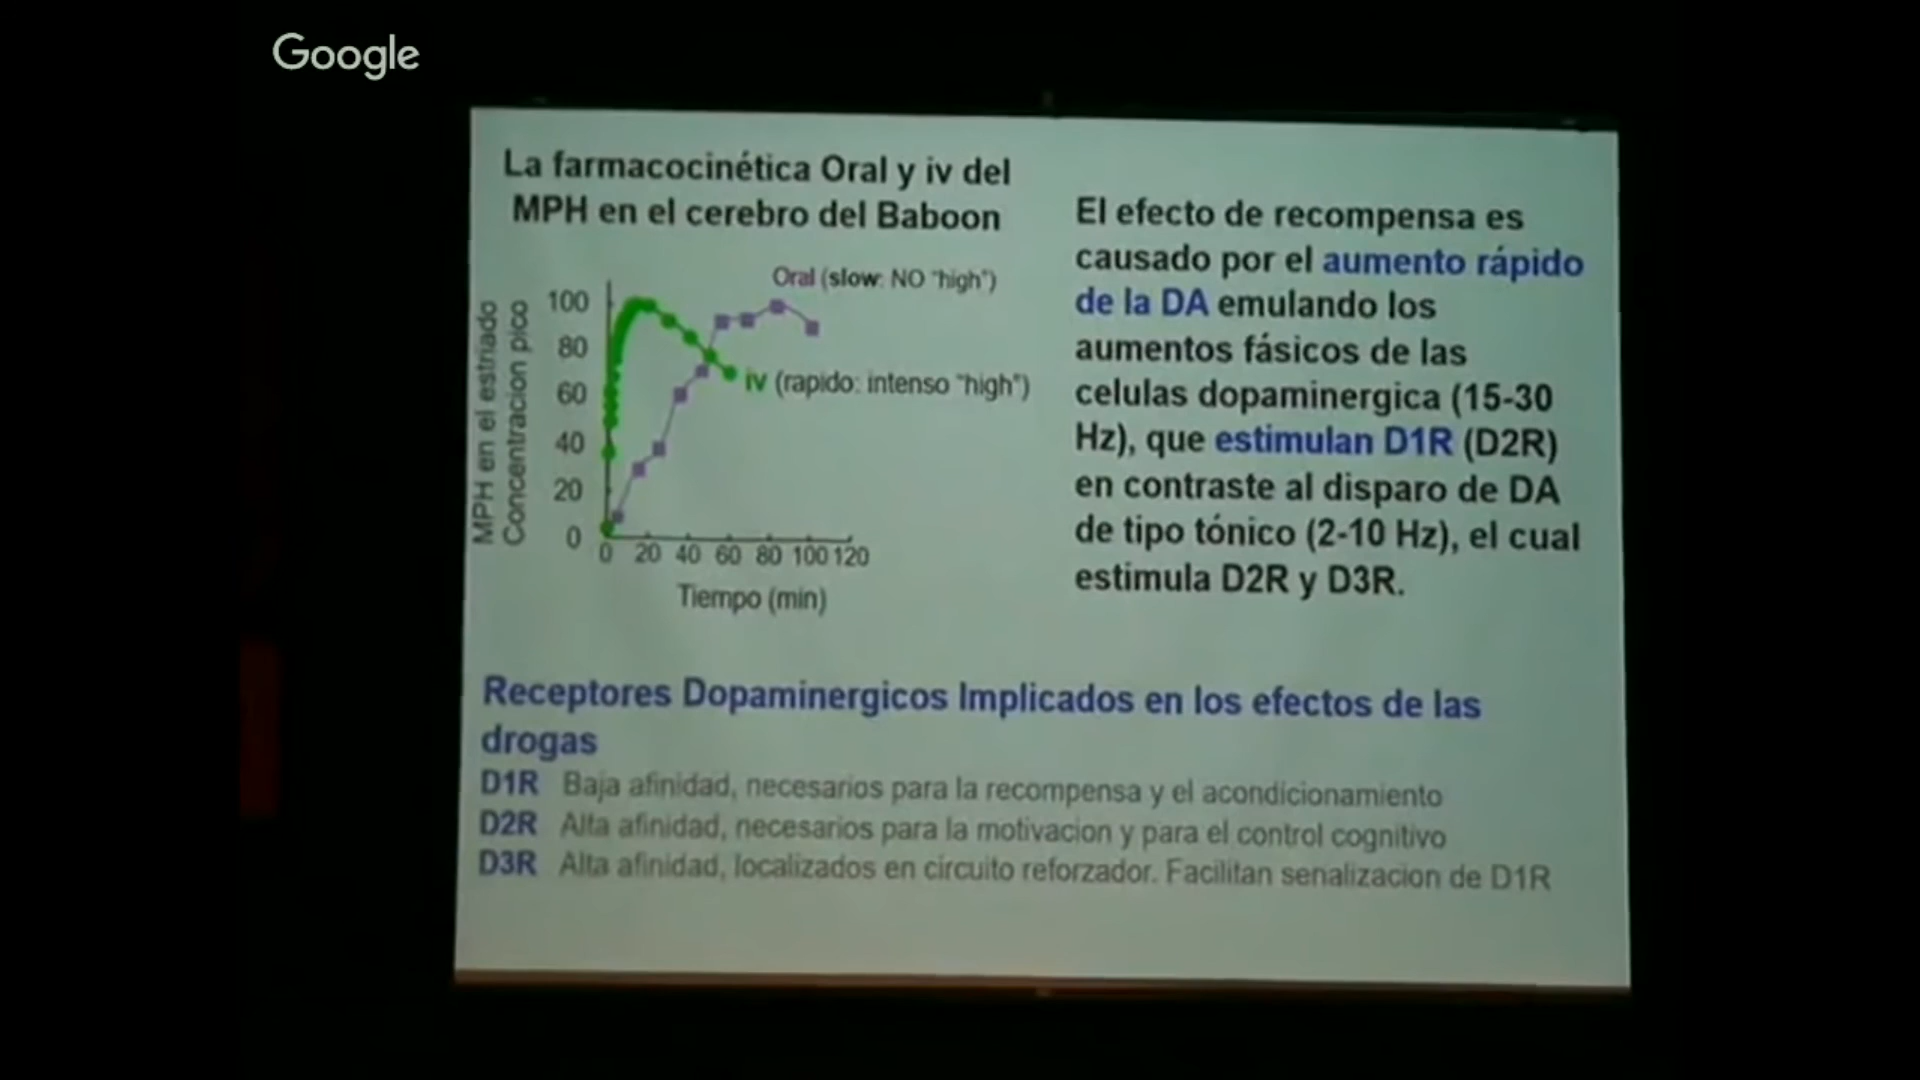 Google
La farmacocinética Oral y iv del
MPH en el cerebro del Baboon
Oral (slow: NO "high")
MPH en el estriado
Concentracion pico
100
80
60
40
20
0
iv (rapido: intenso "high")
0 20 40 60 80 100 120
Tiempo (min)
El efecto de recompensa es
causado por el aumento rápido
de la DA emulando los
aumentos fásicos de las
celulas dopaminergica (15-30
Hz), que estimulan D1R (D2R)
en contraste al disparo de DA
de tipo tónico (2-10 Hz), el cual
estimula D2R y D3R.
Receptores Dopaminergicos Implicados en los efectos de las
drogas
D1R Baja afinidad, necesarios para la recompensa y el acondicionamiento
D2R Alta afinidad, necesarios para la motivacion y para el control cognitivo
D3R Alta afinidad, localizados en circuito reforzador. Facilitan senalizacion de D1R